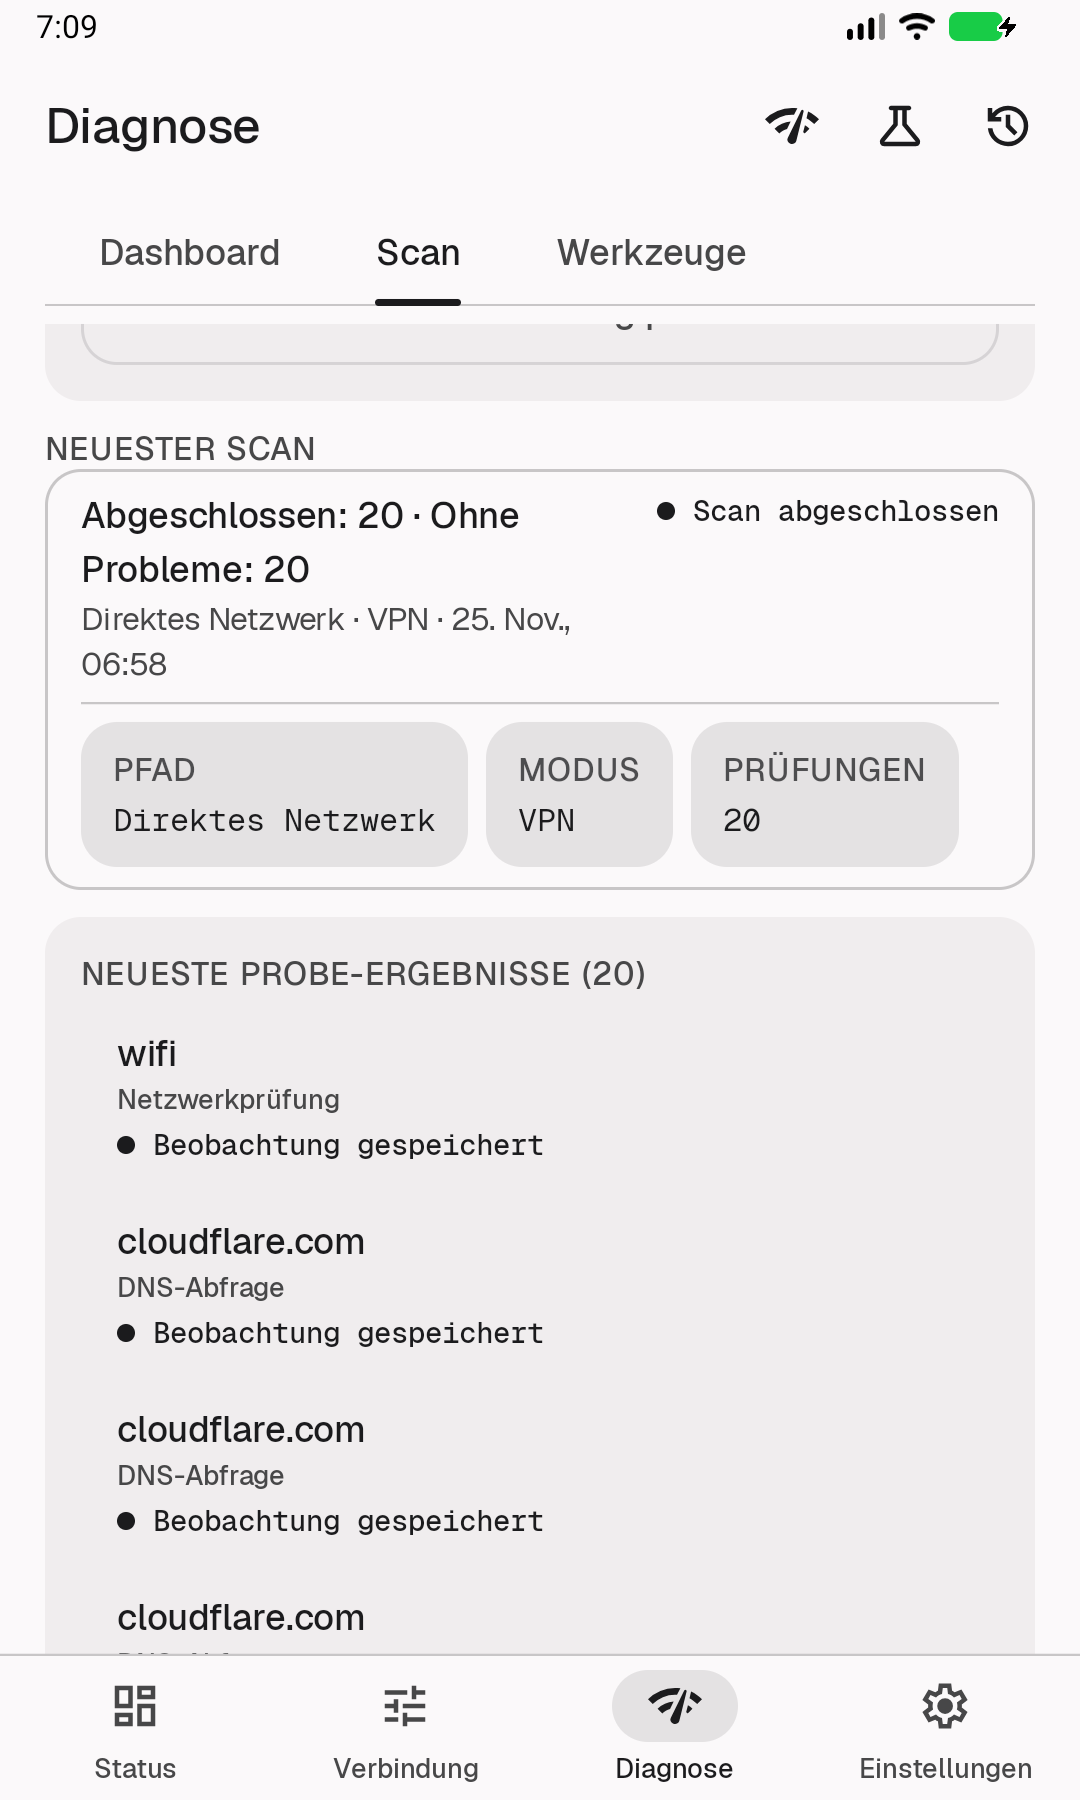 7:09
Diagnose
Dashboard
Scan
Werkzeuge
NEUESTER SCAN
Abgeschlossen: 20 · Ohne
Probleme: 20
Scan abgeschlossen
Direktes Netzwerk · VPN · 25. Nov.,
06:58
PFAD
Direktes Netzwerk
MODUS
VPN
PRÜFUNGEN
20
NEUESTE PROBE-ERGEBNISSE (20)
wifi
Netzwerkprüfung
Beobachtung gespeichert
cloudflare.com
DNS-Abfrage
Beobachtung gespeichert
cloudflare.com
DNS-Abfrage
Beobachtung gespeichert
cloudflare.com
Status
Verbindung
Diagnose
Einstellungen